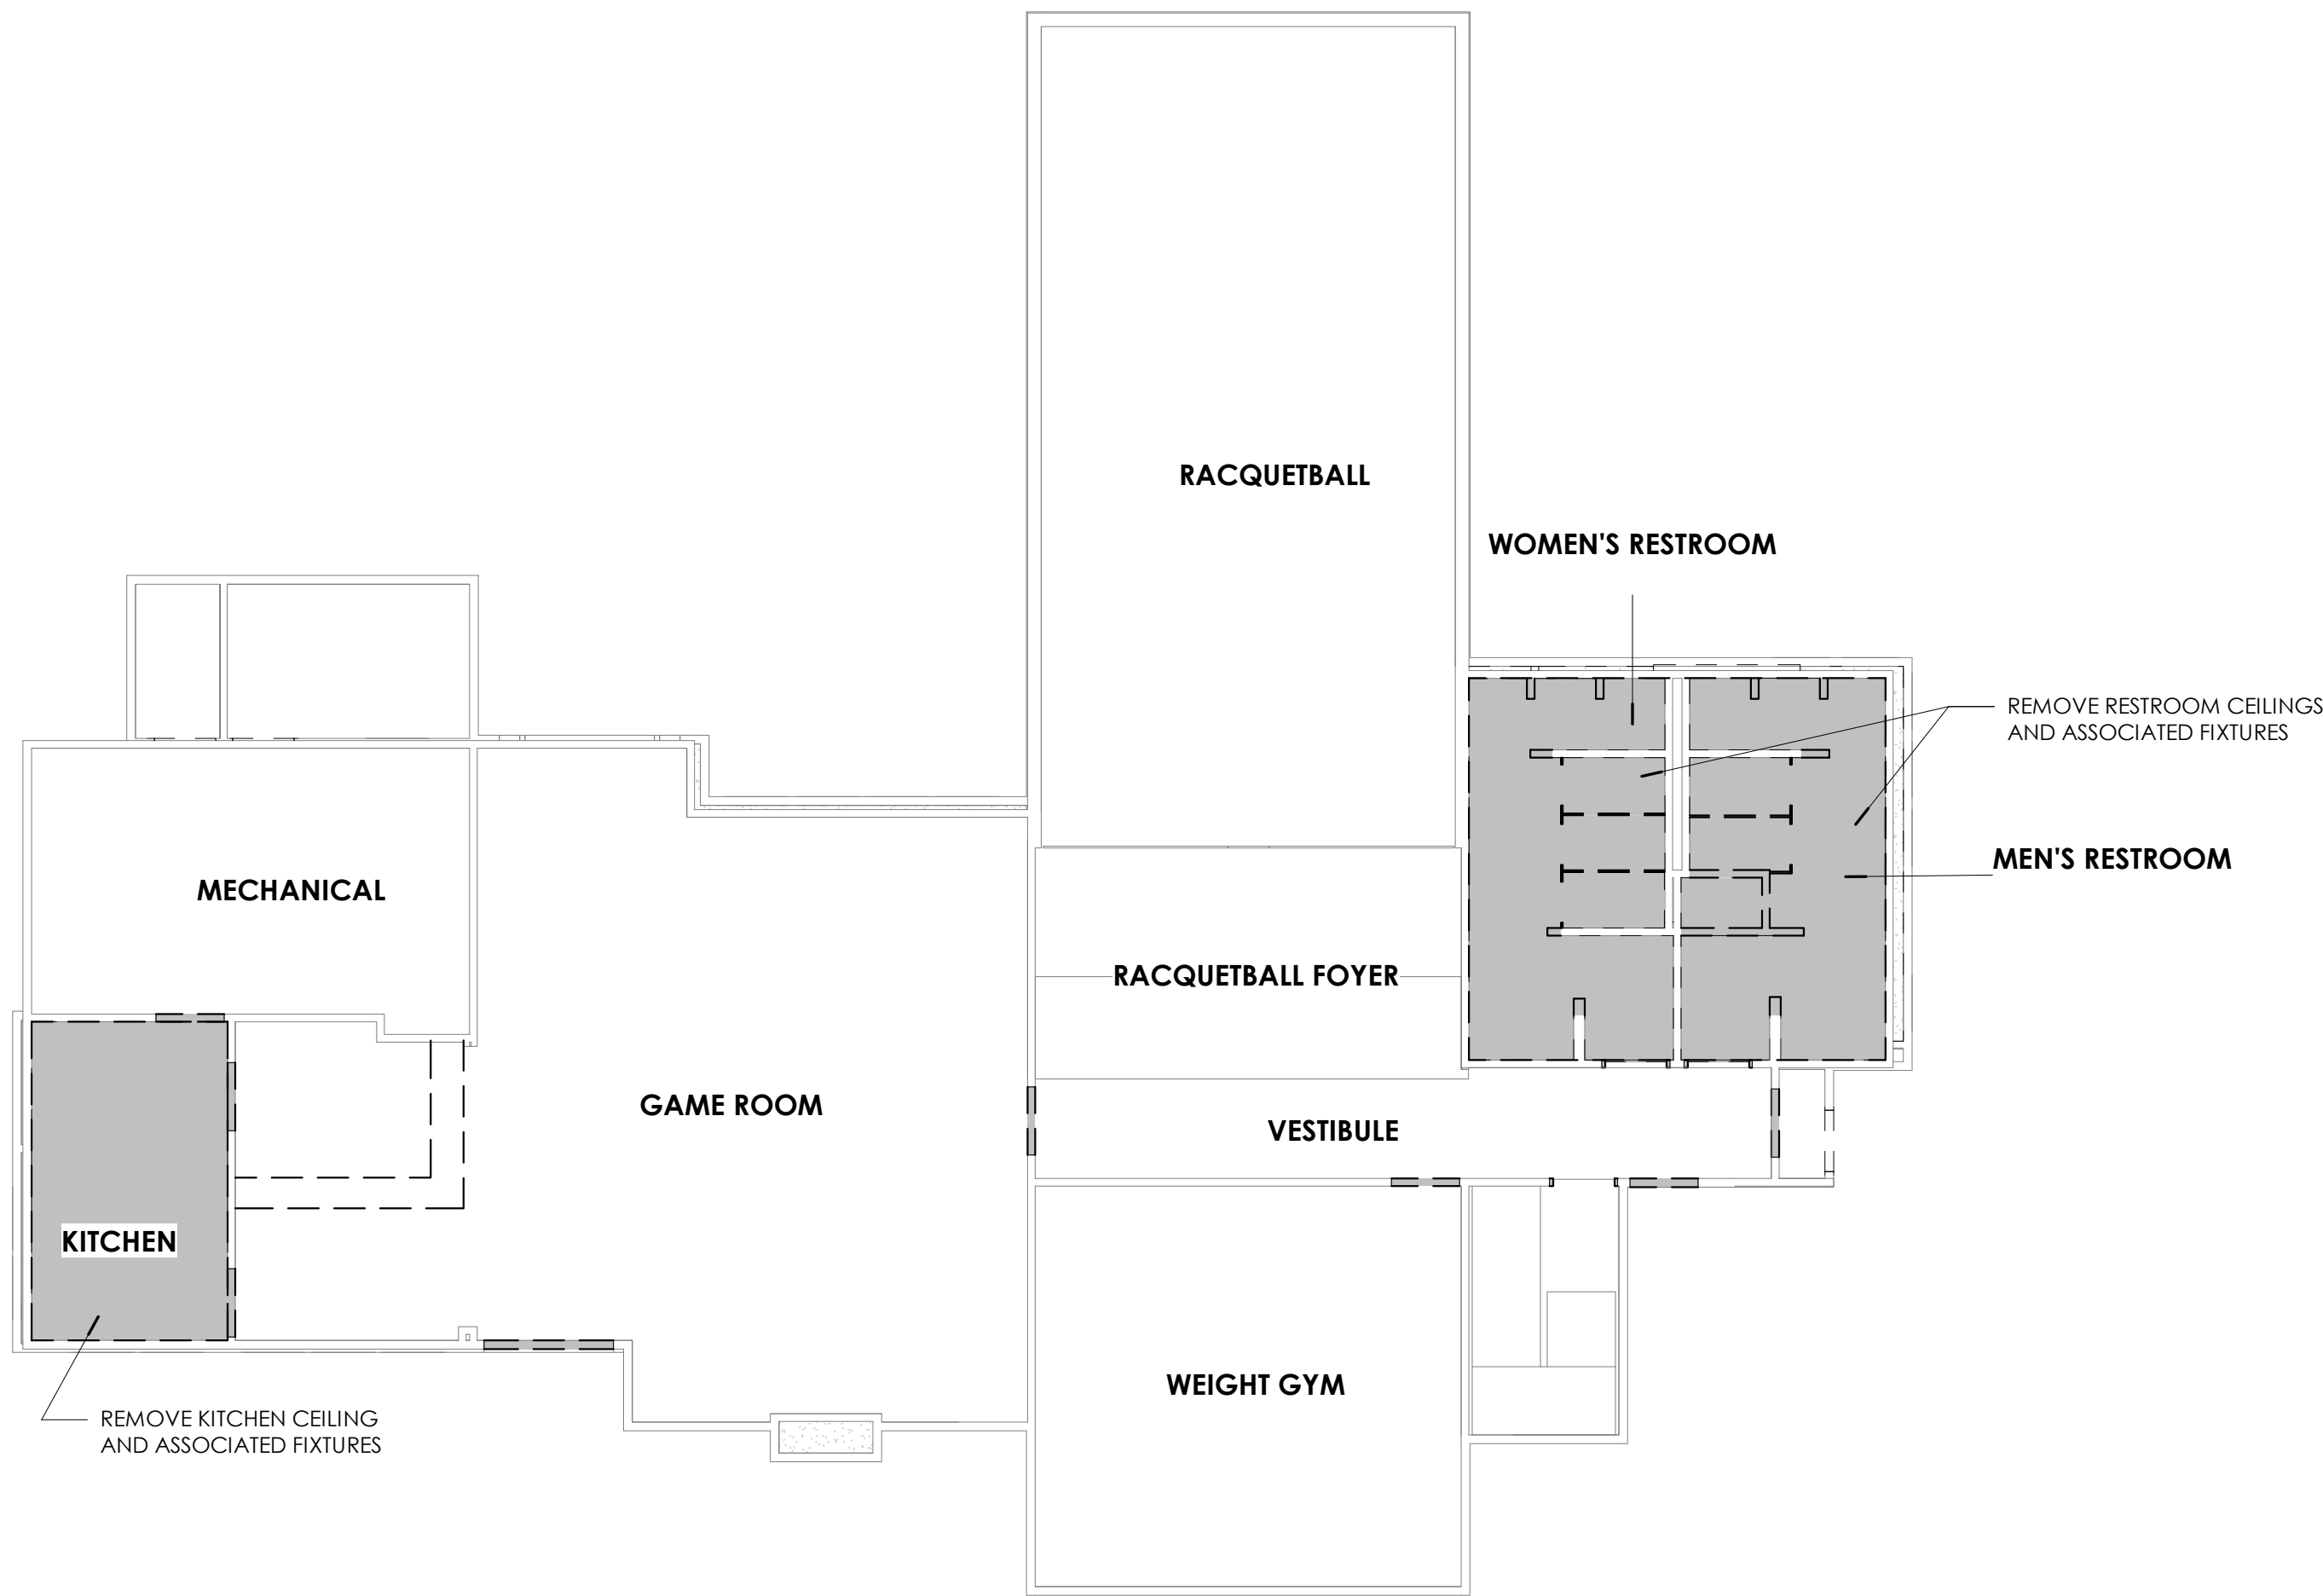 RACQUETBALL
WOMEN'S RESTROOM
REMOVE RESTROOM CEILINGS
AND ASSOCIATED FIXTURES
MEN'S RESTROOM
MECHANICAL
RACQUETBALL FOYER
GAME ROOM
VESTIBULE
KITCHEN
WEIGHT GYM
REMOVE KITCHEN CEILING
AND ASSOCIATED FIXTURES